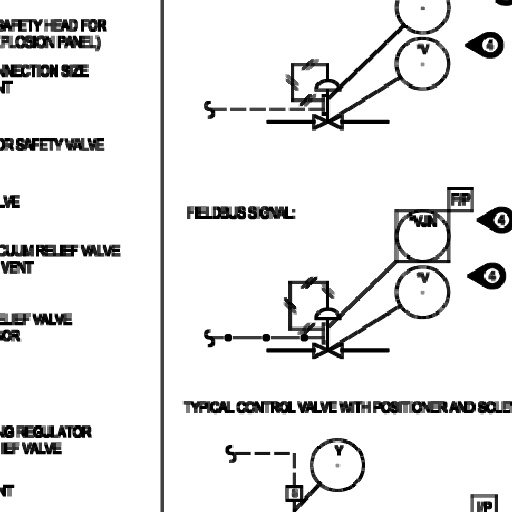 SAFETY HEAD FOR
PLOSION PANEL)
NNECTION SIZE
NT
OR SAFETY VALVE
LVE
CUUM RELIEF VALVE
VENT
ELIEF VALVE
SOR
NG REGULATOR
IEF VALVE
NT
*V
4
FIELDBUS SIGNAL:
F/P
4
*V
4
TYPICAL CONTROL VALVE WITH POSITIONER AND SOLE
Y
I/P